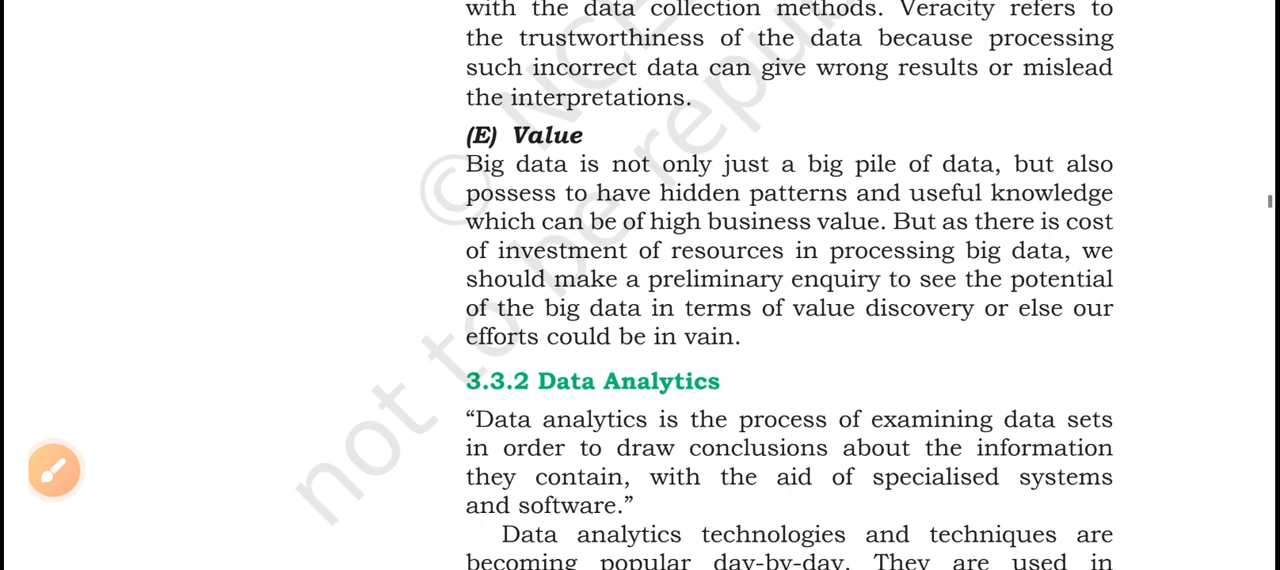 with the data collection methods. Veracity refers to
the trustworthiness of the data because processing
such incorrect data can give wrong results or mislead
the interpretations.
(E) Value
Big data is not only just a big pile of data, but also
possess to have hidden patterns and useful knowledge
which can be of high business value. But as there is cost
of investment of resources in processing big data, we
should make a preliminary enquiry to see the potential
of the big data in terms of value discovery or else our
efforts could be in vain.
3.3.2 Data Analytics
“Data analytics is the process of examining data sets
in order to draw conclusions about the information
they contain, with the aid of specialised systems
and software.”
Data analytics technologies and techniques are
becoming popular day-by-day. They are used in
© NCE
not to be repu